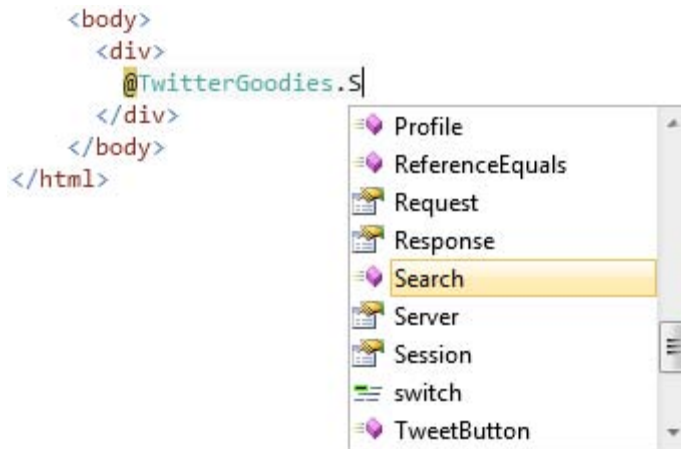 <body>
<div>
@TwitterGoodies.S
</div>
</body>
</html>
Profile
ReferenceEquals
Request
Response
Search
Server
Session
switch
TweetButton